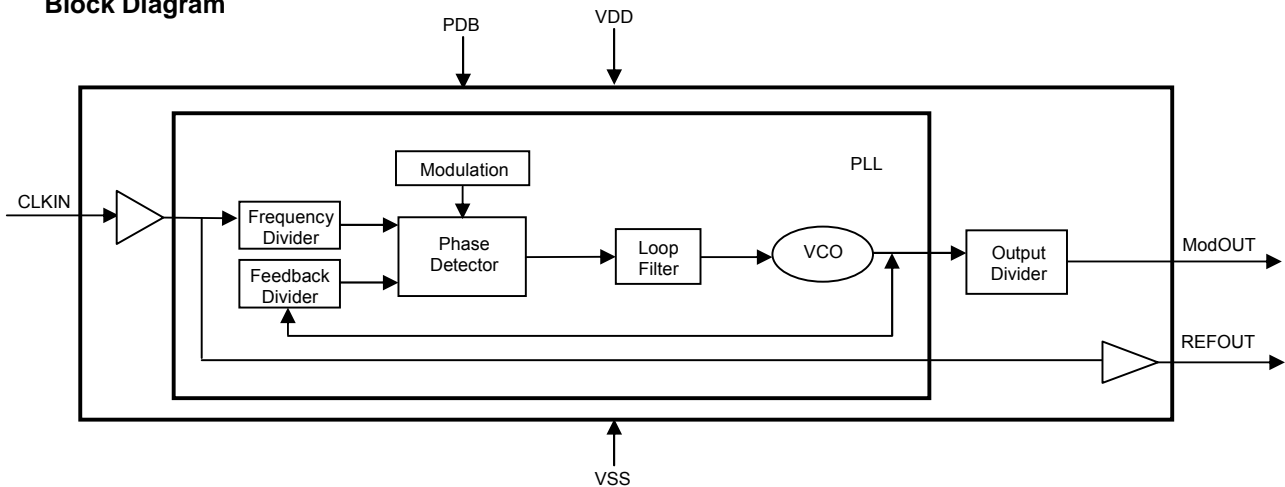 Block Diagram
PDB
VDD
CLKIN
Modulation
PLL
Frequency
Divider
Phase
Detector
Feedback
Divider
Loop
Filter
VCO
Output
Divider
ModOUT
REFOUT
VSS